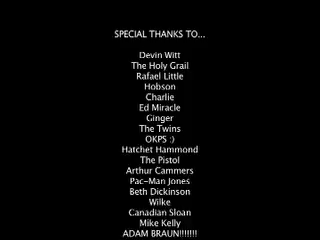 SPECIAL THANKS TO...
Devin Witt
The Holy Grail
Rafael Little
Hobson
Charlie
Ed Miracle
Ginger
The Twins
OKPS :)
Hatchet Hammond
The Pistol
Arthur Cammers
Pac-Man Jones
Beth Dickinson
Wilke
Canadian Sloan
Mike Kelly
ADAM BRAUN!!!!!!!